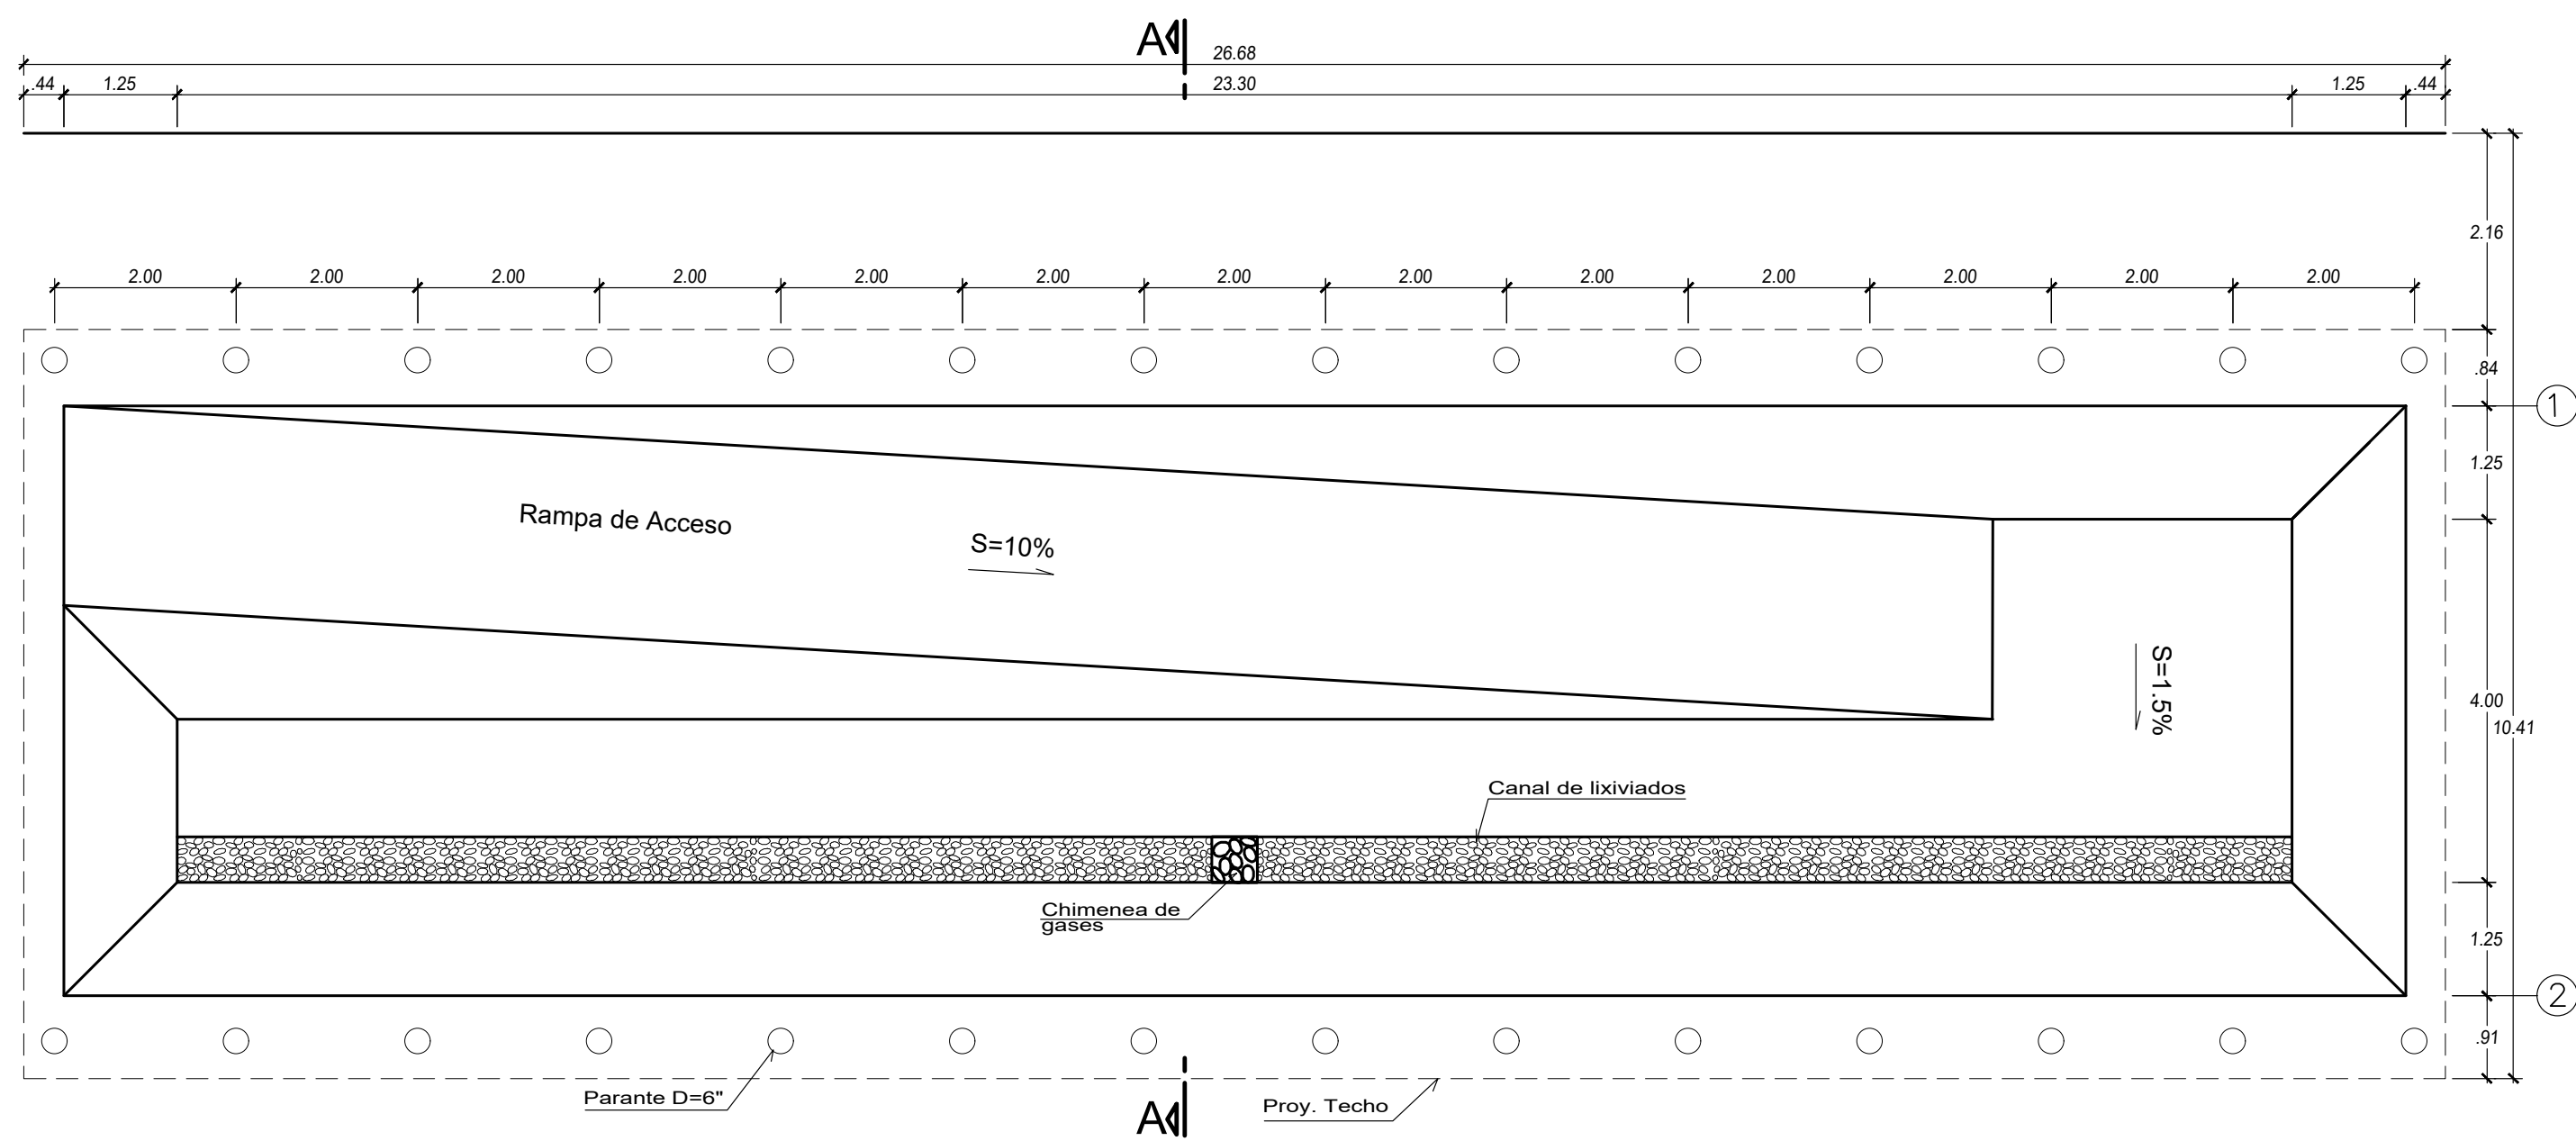 A
26.68
.44 1.25 23.30 1.25 .44
2.16
2.00 2.00 2.00 2.00 2.00 2.00 2.00 2.00 2.00 2.00 2.00 2.00 2.00
.84
1
1.25
Rampa de Acceso
S=10%
S=1.5%
4.00
10.41
Canal de lixiviados
Chimenea de
gases
1.25
2
.91
Parante D=6"
Proy. Techo
A